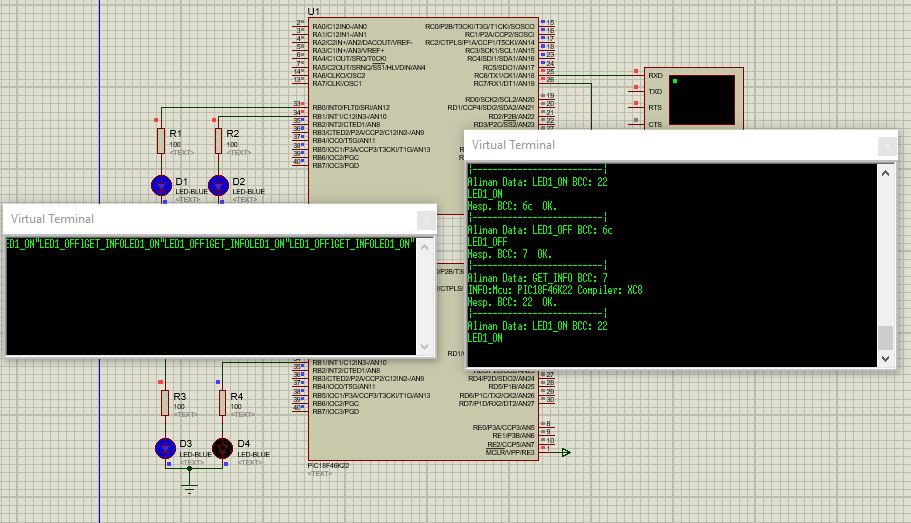 U1
2 RA0/C12IN0-/AN0
3 RA1/C12IN1-/AN1
4 RA2/C2IN+/AN2/DACOUT/VREF-
5 RA3/C1IN+/AN3/VREF+
6 RA4/C1OUT/SRQ/T0CKI
7 RA5/C2OUT/SRNQ/SS1/HLVDIN/AN4
14 RA6/CLKO/OSC2
13 RA7/CLKI/OSC1
33 RB0/INT0/FLT0/SRI/AN12
34 RB1/INT1/C12IN3-/AN10
35 RB2/INT2/CTED1/AN8
36 RB3/CTED2/P2A/CCP2/C12IN2-/AN9
37 RB4/IOC0/T5G/AN11
38 RB5/IOC1/P3A/CCP3/T3CKI/T1G/AN13
39 RB6/IOC2/PGC
40 RB7/IOC3/PGD
RC0/P2B/T3CKI/T3G/T1CKI/SOSCO 15
RC1/P2A/CCP2/SOSCI 16
RC2/CTPLS/P1A/CCP1/T5CKI/AN14 17
RC3/SCK1/SCL1/AN15 18
RC4/SDI1/SDA1/AN16 23
RC5/SDO1/AN17 24
RC6/TX1/CK1/AN18 25
RC7/RX1/DT1/AN19 26
RD0/SCK2/SCL2/AN20 19
RD1/CCP4/SDI2/SDA2/AN21 20
RD2/P2B/AN22 21
RD3/P2C/SS2/AN23 22
RXD
TXD
RTS
CTS
R1
100
<TEXT>
R2
100
<TEXT>
D1
LED-BLUE
<TEXT>
D2
LED-BLUE
<TEXT>
Virtual Terminal
x
|-------------------------|
Alinan Data: LED1_ON BCC: 22
LED1_ON
Hesp. BCC: 6c  OK.
|-------------------------|
Alinan Data: LED1_OFF BCC: 6c
LED1_OFF
Hesp. BCC: 7  OK.
|-------------------------|
Alinan Data: GET_INFO BCC: 7
INFO:Mcu: PIC18F46K22 Compiler: XC8
Hesp. BCC: 22  OK.
|-------------------------|
Alinan Data: LED1_ON BCC: 22
LED1_ON
Virtual Terminal
x
ED1_ON"LED1_OFFlGET_INFOLED1_ON"LED1_OFFlGET_INFOLED1_ON"LED1_OFFlGET_INFOLED1_ON"
34 RB1/INT1/C12IN3-/AN10
35 RB2/INT2/CTED1/AN8
36 RB3/CTED2/P2A/CCP2/C12IN2-/AN9
37 RB4/IOC0/T5G/AN11
38 RB5/IOC1/P3A/CCP3/T3CKI/T1G/AN13
39 RB6/IOC2/PGC
40 RB7/IOC3/PGD
RD4/P2D/SD02/AN24 27
RD5/P1B/AN25 28
RD6/P1C/TX2/CK2/AN26 29
RD7/P1D/RX2/DT2/AN27 30
RE0/P3A/CCP3/AN5 8
RE1/P3B/AN6 9
RE2/CCP5/AN7 10
MCLR/VPP/RE3 1
R3
100
<TEXT>
R4
100
<TEXT>
D3
LED-BLUE
<TEXT>
D4
LED-BLUE
<TEXT>
PIC18F46K22
<TEXT>